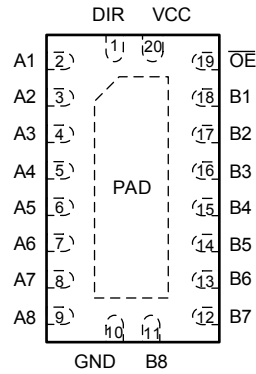 DIR VCC
1 20
A1 2 19 OE
A2 3 18 B1
A3 4 17 B2
A4 5 16 B3
PAD
A5 6 15 B4
A6 7 14 B5
A7 8 13 B6
A8 9 12 B7
10 11
GND B8